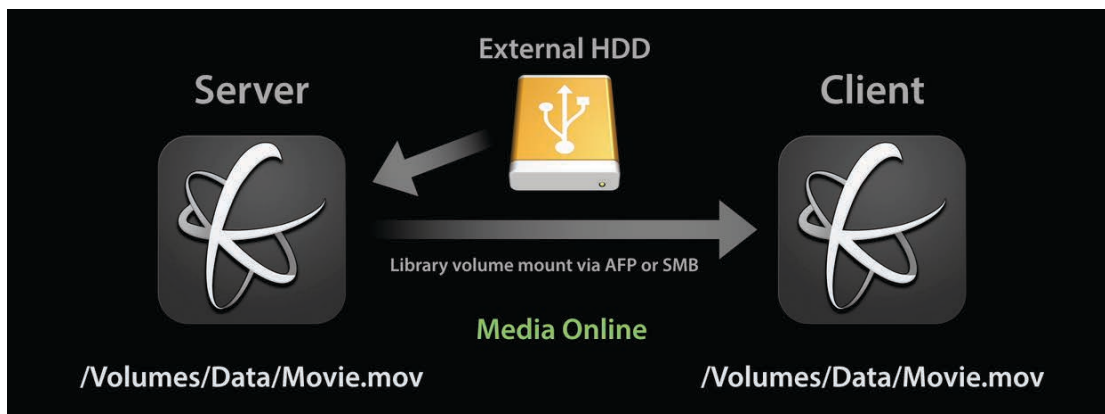 External HDD
Server
Client
Library volume mount via AFP or SMB
Media Online
/Volumes/Data/Movie.mov
/Volumes/Data/Movie.mov